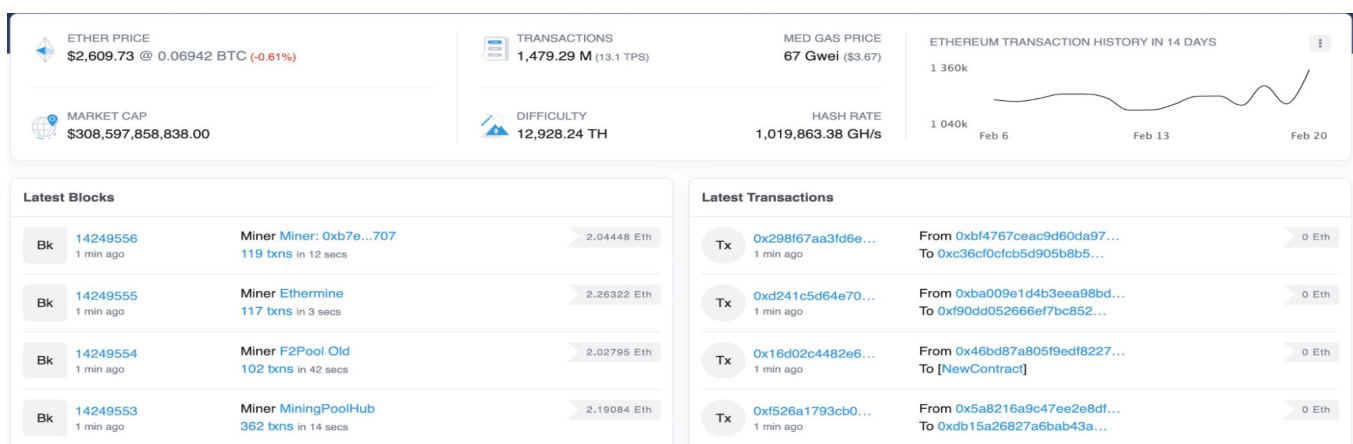 ETHER PRICE
$2,609.73 @ 0.06942 BTC (-0.61%)
MARKET CAP
$308,597,858,838.00
TRANSACTIONS
1,479.29 M (13.1 TPS)
MED GAS PRICE
67 Gwei ($3.67)
DIFFICULTY
12,928.24 TH
HASH RATE
1,019,863.38 GH/s
ETHEREUM TRANSACTION HISTORY IN 14 DAYS
1 360k
1 040k
Feb 6 Feb 13 Feb 20
Latest Blocks
Bk 14249556 Miner Miner: 0xb7e...707 2.04448 Eth
1 min ago 119 txns in 12 secs
Bk 14249555 Miner Ethermine 2.26322 Eth
1 min ago 117 txns in 3 secs
Bk 14249554 Miner F2Pool Old 2.02795 Eth
1 min ago 102 txns in 42 secs
Bk 14249553 Miner MiningPoolHub 2.19084 Eth
1 min ago 362 txns in 14 secs
Latest Transactions
Tx 0x298f67aa3fd6e... From 0xbf4767ceac9d60da97... 0 Eth
1 min ago To 0xc36cf0cfcb5d905b8b5...
Tx 0xd241c5d64e70... From 0xba009e1d4b3eea98bd... 0 Eth
1 min ago To 0xf90dd052666ef7bc852...
Tx 0x16d02c4482e6... From 0x46bd87a805f9edf8227... 0 Eth
1 min ago To [NewContract]
Tx 0xf526a1793cb0... From 0x5a8216a9c47ee2e8df... 0 Eth
1 min ago To 0xdb15a26827a6bab43a...